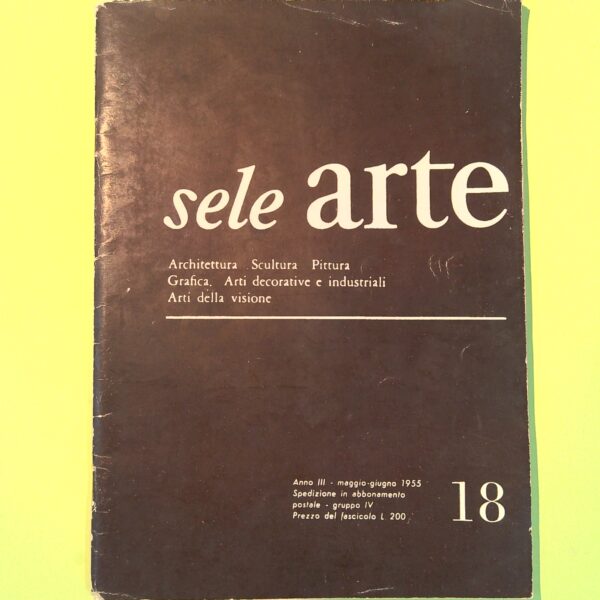 sele arte
Architettura Scultura Pittura
Grafica. Arti decorative e industriali
Arti della visione
Anno III - maggio-giugno 1955
Spedizione in abbonamento
postale - gruppo IV
Prezzo del fascicolo L. 200
18